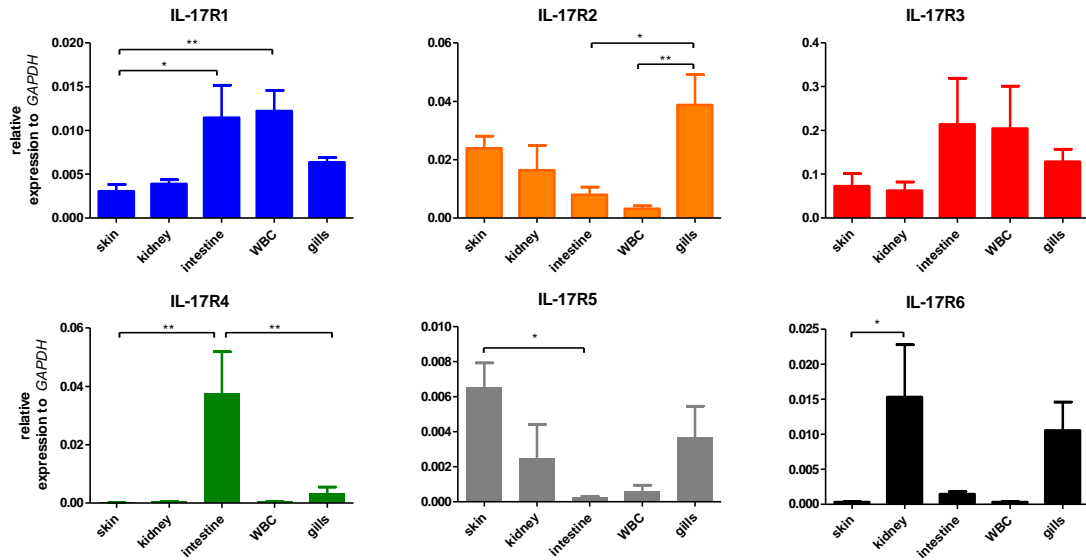 IL-17R1
relative
expression to GAPDH
0.020
0.015
0.010
0.005
0.000
**
*
skin
kidney
intestine
WBC
gills
IL-17R2
0.06
0.04
0.02
0.00
*
**
skin
kidney
intestine
WBC
gills
IL-17R3
0.4
0.3
0.2
0.1
0.0
skin
kidney
intestine
WBC
gills
IL-17R4
relative
expression to GAPDH
0.06
0.04
0.02
0.00
** **
skin
kidney
intestine
WBC
gills
IL-17R5
0.010
0.008
0.006
0.004
0.002
0.000
*
skin
kidney
intestine
WBC
gills
IL-17R6
0.025
0.020
0.015
0.010
0.005
0.000
*
skin
kidney
intestine
WBC
gills